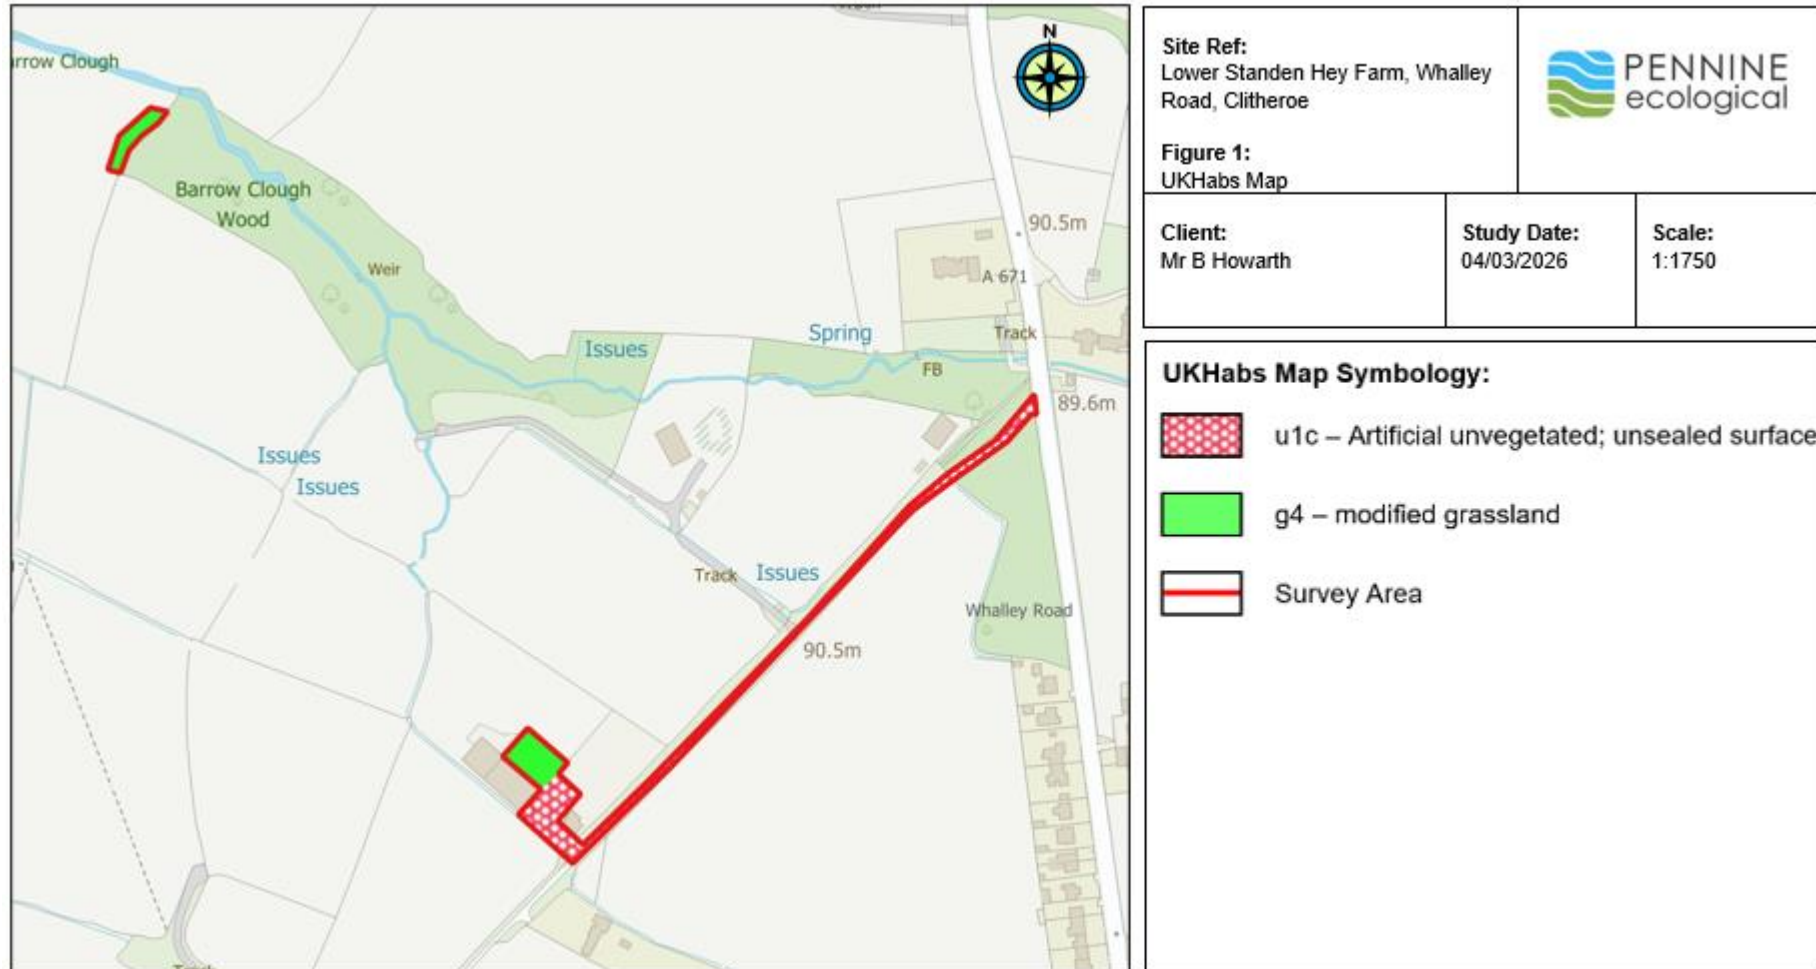 N
rrow Clough
Barrow Clough
Wood
Weir
90.5m
A 671
Spring
Track
Issues
FB
89.6m
Issues
Issues
Track
Issues
Whalley Road
90.5m
Site Ref:
Lower Standen Hey Farm, Whalley
Road, Clitheroe
Figure 1:
UKHabs Map
PENNINE
ecological
Client:
Mr B Howarth
Study Date:
04/03/2026
Scale:
1:1750
UKHabs Map Symbology:
u1c – Artificial unvegetated; unsealed surface
g4 – modified grassland
Survey Area